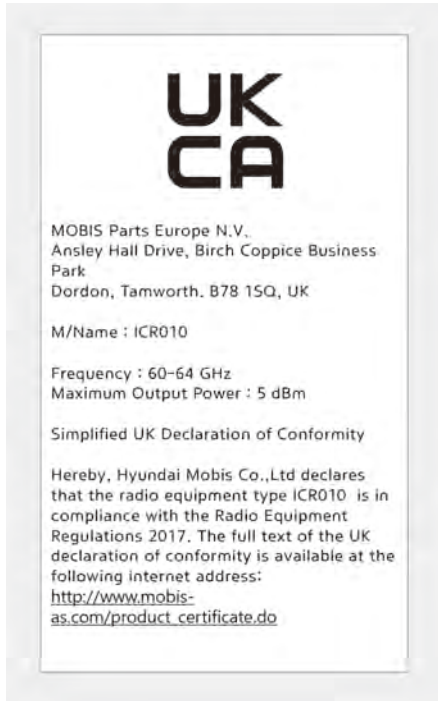 UK
CA
MOBIS Parts Europe N.V.
Ansley Hall Drive, Birch Coppice Business
Park
Dordon, Tamworth. B78 1SQ, UK
M/Name : ICR010
Frequency : 60-64 GHz
Maximum Output Power : 5 dBm
Simplified UK Declaration of Conformity
Hereby, Hyundai Mobis Co.,Ltd declares
that the radio equipment type ICR010 is in
compliance with the Radio Equipment
Regulations 2017. The full text of the UK
declaration of conformity is available at the
following internet address:
http://www.mobis-
as.com/product_certificate.do